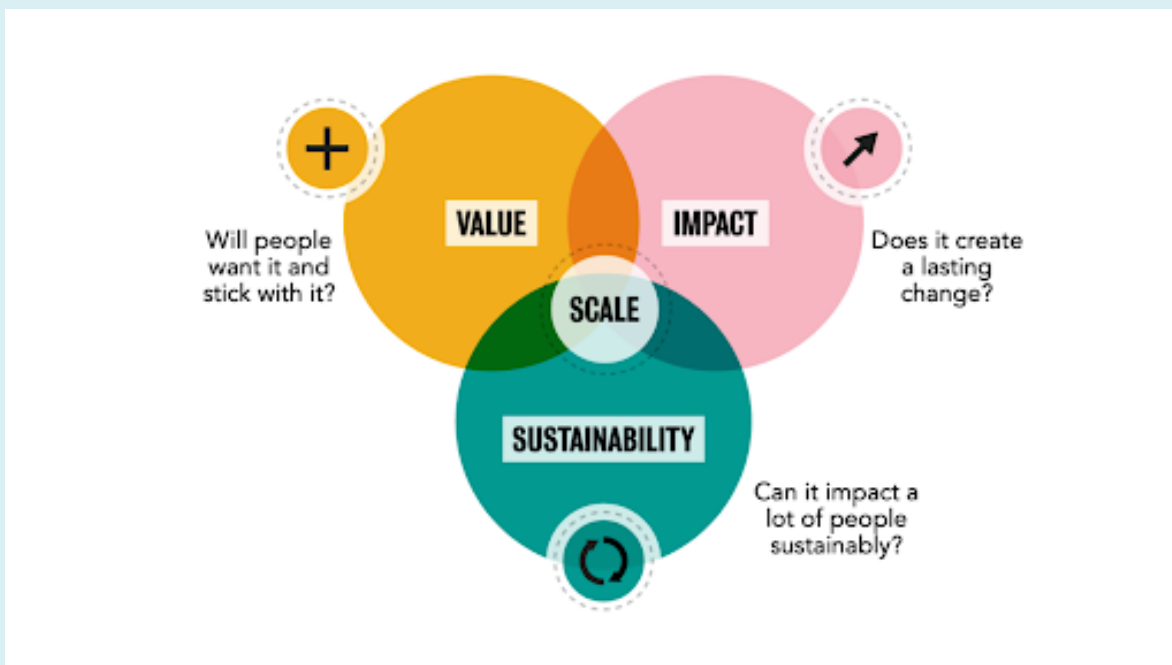 VALUE
IMPACT
Will people
want it and
stick with it?
Does it create
a lasting
change?
SCALE
SUSTAINABILITY
Can it impact a
lot of people
sustainably?